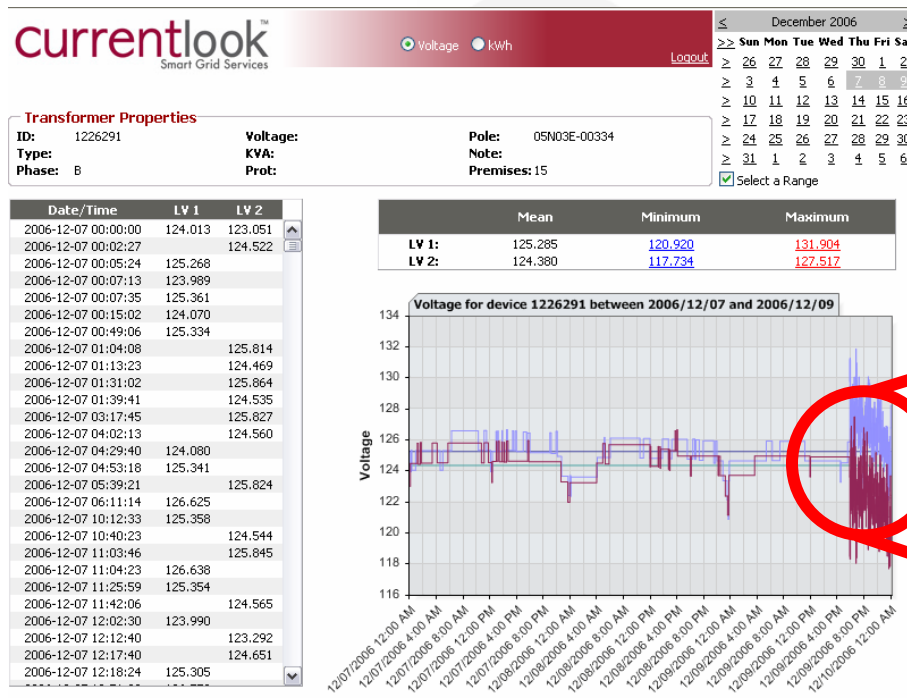 currentlook™
Smart Grid Services
Voltage kWh
Logout
< December 2006 >
>> Sun Mon Tue Wed Thu Fri Sa
> 26 27 28 29 30 1 2
> 3 4 5 6 7 8 9
> 10 11 12 13 14 15 16
> 17 18 19 20 21 22 23
> 24 25 26 27 28 29 30
> 31 1 2 3 4 5 6
Select a Range
Transformer Properties
ID: 1226291 Voltage: Pole: 05N03E-00334
Type: KVA: Note:
Phase: B Prot: Premises: 15
Date/Time LV 1 LV 2
2006-12-07 00:00:00 124.013 123.051
2006-12-07 00:02:27 124.522
2006-12-07 00:05:24 125.268
2006-12-07 00:07:13 123.989
2006-12-07 00:07:35 125.361
2006-12-07 00:15:02 124.070
2006-12-07 00:49:06 125.334
2006-12-07 01:04:08 125.814
2006-12-07 01:13:23 124.469
2006-12-07 01:31:02 125.864
2006-12-07 01:39:41 124.535
2006-12-07 03:17:45 125.827
2006-12-07 04:02:13 124.560
2006-12-07 04:29:40 124.080
2006-12-07 04:53:18 125.341
2006-12-07 05:39:21 125.824
2006-12-07 06:11:14 126.625
2006-12-07 10:12:33 125.358
2006-12-07 10:40:23 124.544
2006-12-07 11:03:46 125.845
2006-12-07 11:04:23 126.638
2006-12-07 11:25:59 125.354
2006-12-07 11:42:06 124.565
2006-12-07 12:02:30 123.990
2006-12-07 12:12:40 123.292
2006-12-07 12:17:40 124.651
2006-12-07 12:18:24 125.305
Mean Minimum Maximum
LV 1: 125.285 120.920 131.904
LV 2: 124.380 117.734 127.517
Voltage for device 1226291 between 2006/12/07 and 2006/12/09
Voltage
134
132
130
128
126
124
122
120
118
116
12/07/2006 12:00 AM
12/07/2006 4:00 AM
12/07/2006 8:00 AM
12/07/2006 12:00 PM
12/07/2006 4:00 PM
12/07/2006 8:00 PM
12/08/2006 12:00 AM
12/08/2006 4:00 AM
12/08/2006 8:00 AM
12/08/2006 12:00 PM
12/08/2006 4:00 PM
12/08/2006 8:00 PM
12/09/2006 12:00 AM
12/09/2006 4:00 AM
12/09/2006 8:00 AM
12/09/2006 12:00 PM
12/09/2006 4:00 PM
12/09/2006 8:00 PM
12/10/2006 12:00 AM